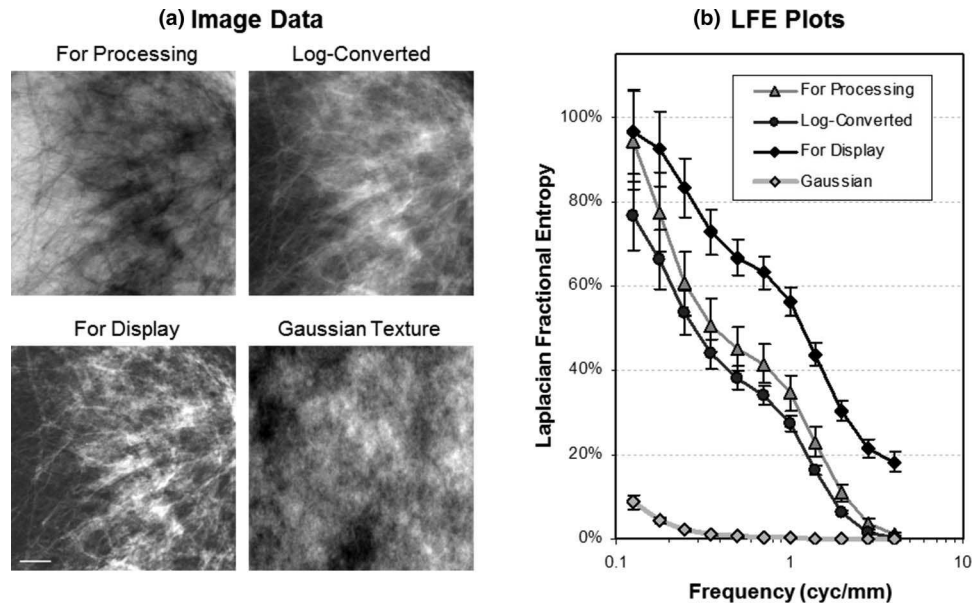 (a) Image Data
For Processing
Log-Converted
For Display
Gaussian Texture
(b) LFE Plots
For Processing
Log-Converted
For Display
Gaussian
Laplacian Fractional Entropy
100%
80%
60%
40%
20%
0%
0.1
1
10
Frequency (cyc/mm)